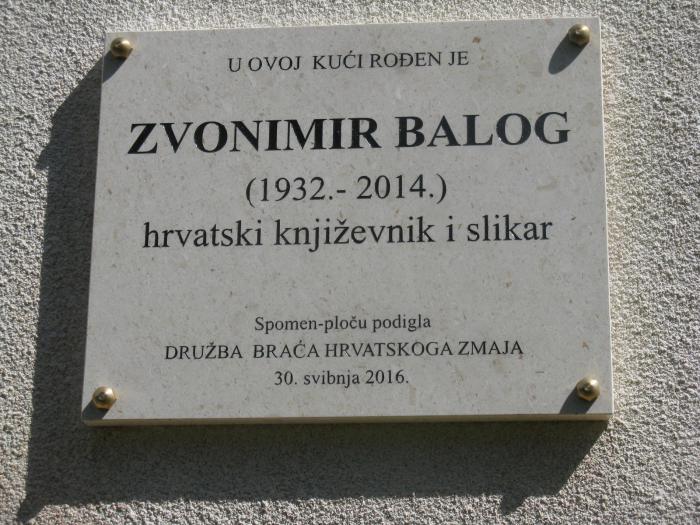 U OVOJ KUĆI ROĐEN JE
ZVONIMIR BALOG
(1932.- 2014.)
hrvatski književnik i slikar
Spomen-ploču podigla
DRUŽBA BRAĆA HRVATSKOGA ZMAJA
30. svibnja 2016.